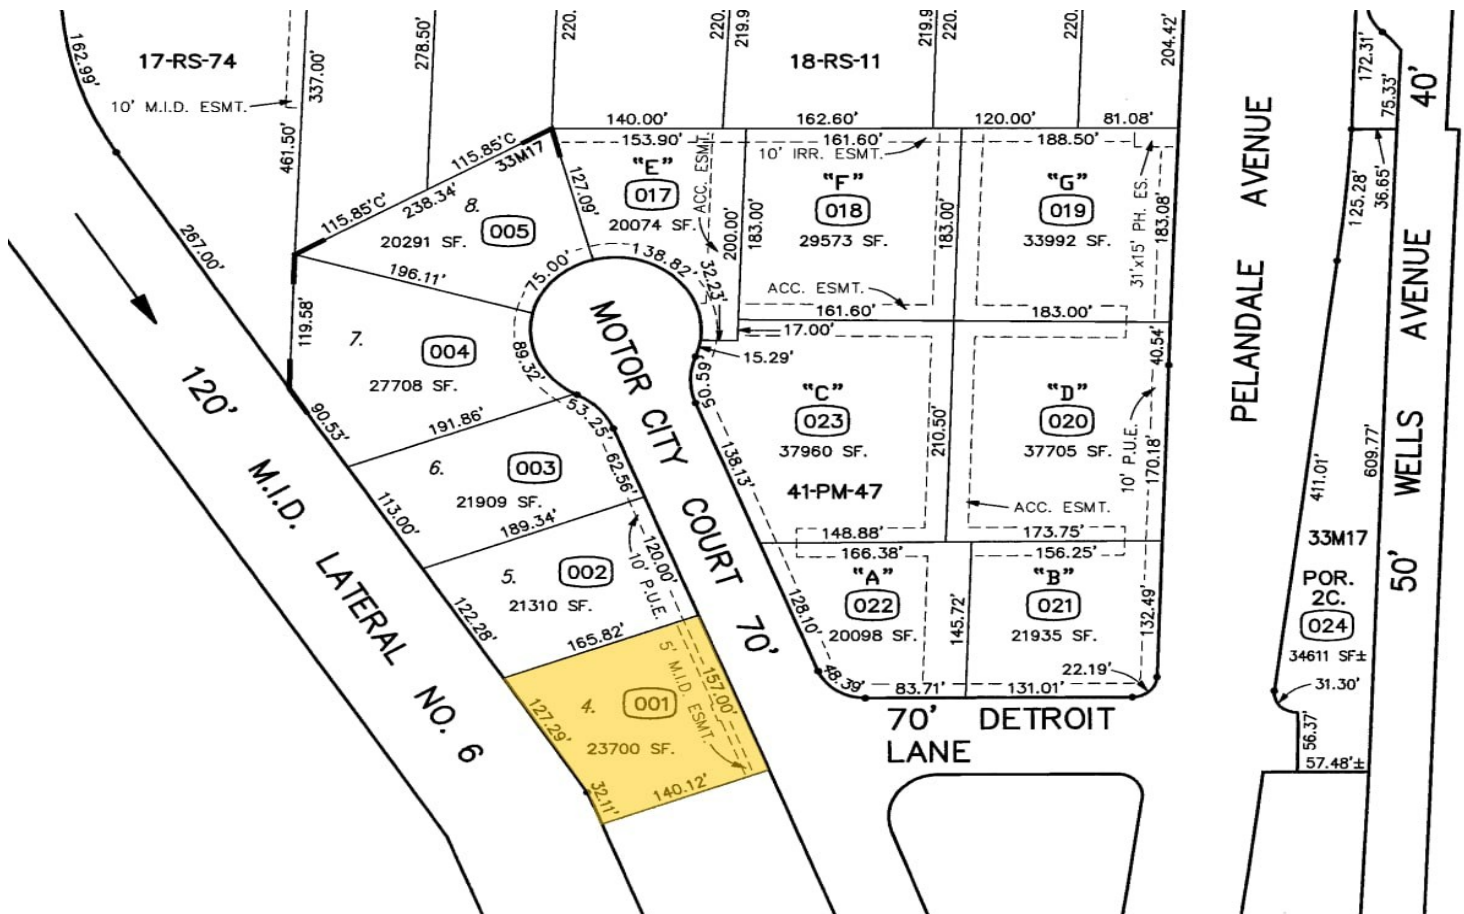 162.99'
17-RS-74
10' M.I.D. ESMT.
337.00'
461.50'
278.50'
220.
220.
219.9
219.9
220.
220.
204.42'
18-RS-11
140.00'
162.60'
120.00'
81.08'
115.85'C
33M17
115.85'C
238.34'
8.
005
20291 SF.
196.11'
127.09'
153.90'
"E"
017
20074 SF.
ACC. ESMT.
200.00'
183.00'
138.82'
32.23'
75.00'
161.60'
10' IRR. ESMT.
"F"
018
29573 SF.
183.00'
ACC. ESMT.
161.60'
188.50'
"G"
019
33992 SF.
31'x15' PH. ES.
183.08'
183.00'
17.00'
15.29'
50.59'
267.00'
119.58'
7.
004
27708 SF.
89.32'
53.25'
90.53'
191.86'
6.
003
21909 SF.
62.56'
113.00'
189.34'
5.
002
21310 SF.
120.00'
10' P.U.E.
122.28'
165.82'
4.
001
23700 SF.
5' M.I.D. ESMT.
157.00'
127.29'
32.11'
140.12'
120' M.I.D. LATERAL NO. 6
MOTOR CITY COURT 70'
"C"
023
37960 SF.
41-PM-47
138.13'
210.50'
148.88'
"D"
020
37705 SF.
40.54'
10' P.U.E.
170.18'
ACC. ESMT.
173.75'
166.38'
"A"
022
20098 SF.
128.10'
48.39'
83.71'
145.72'
156.25'
"B"
021
21935 SF.
132.49'
22.19'
131.01'
70' DETROIT
LANE
PELANDALE AVENUE
172.31'
75.33'
40'
125.28'
36.65'
411.01'
609.77'
50' WELLS AVENUE
33M17
POR.
2C.
024
34611 SF±
31.30'
56.37'
57.48'±